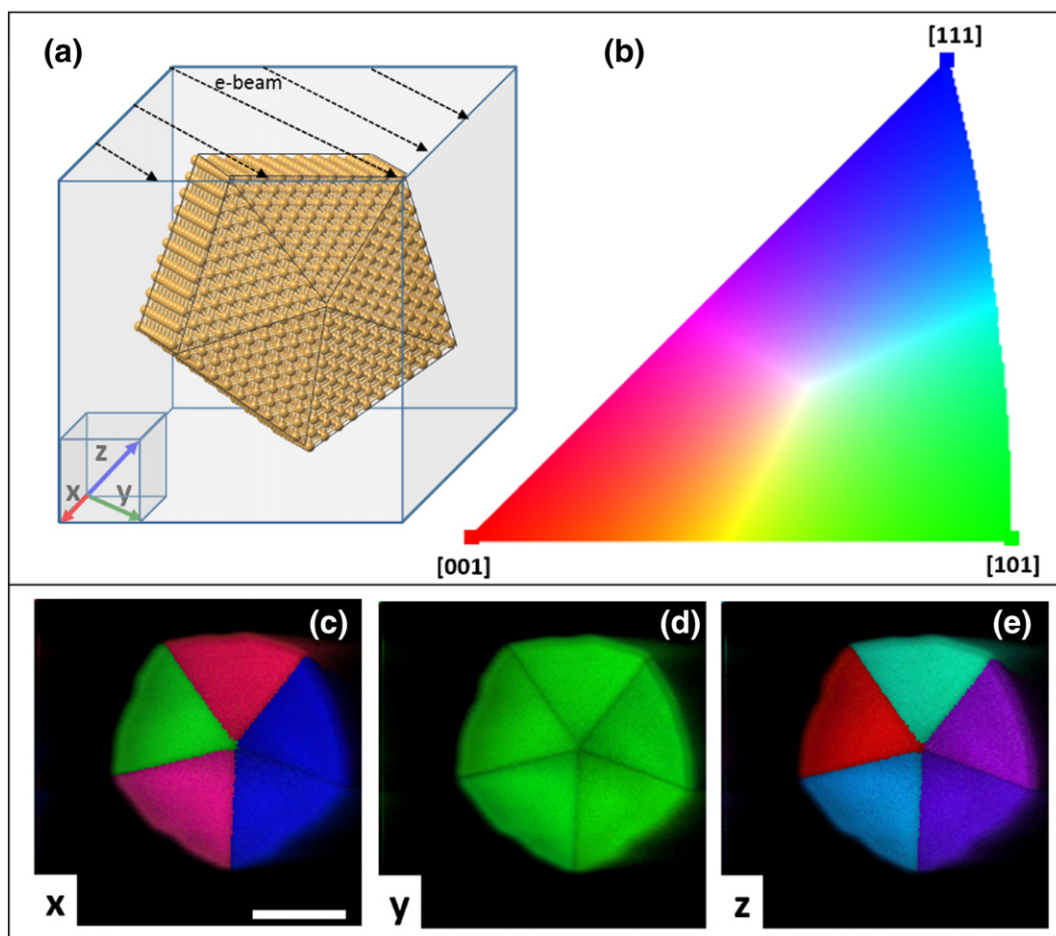 (a)
e-beam
z
x
y
(b)
[111]
[001]
[101]
(c)
x
(d)
y
(e)
z